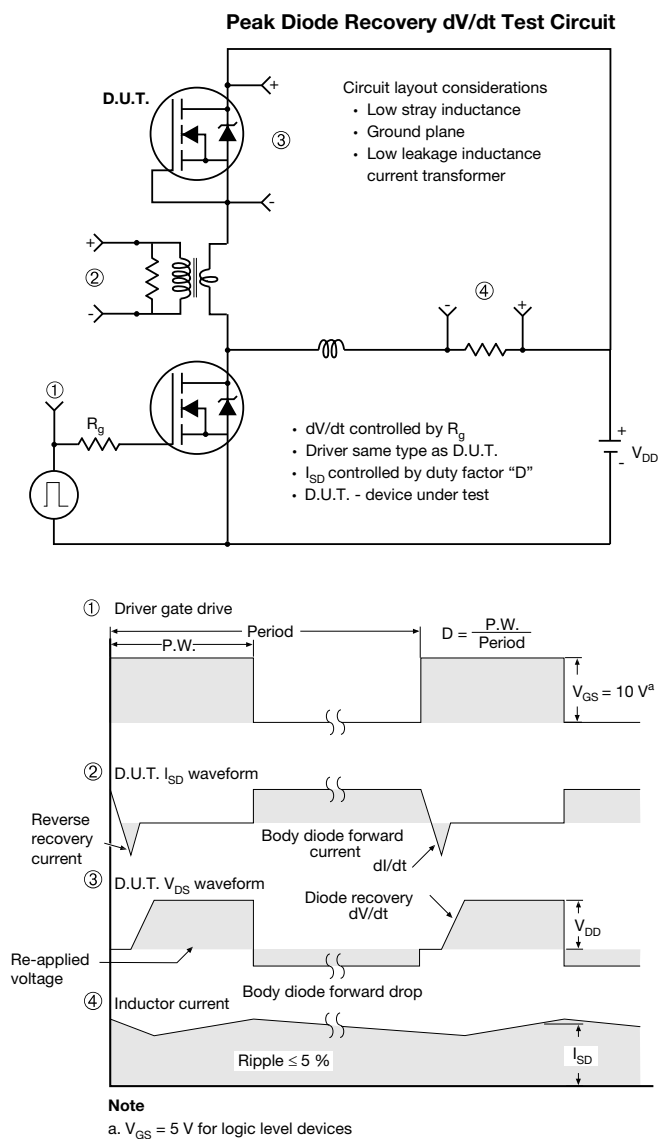 Peak Diode Recovery dV/dt Test Circuit
D.U.T.
+
-
③
Circuit layout considerations
• Low stray inductance
• Ground plane
• Low leakage inductance
current transformer
+
②
-
④
-
+
①
Rg
• dV/dt controlled by Rg
• Driver same type as D.U.T.
• ISD controlled by duty factor “D”
• D.U.T. - device under test
+
VDD
-
① Driver gate drive
Period
P.W.
D = P.W.
Period
VGS = 10 Va
② D.U.T. ISD waveform
Reverse
recovery
current
Body diode forward
current
dI/dt
③ D.U.T. VDS waveform
Diode recovery
dV/dt
VDD
Re-applied
voltage
Body diode forward drop
④ Inductor current
Ripple ≤ 5 %
ISD
Note
a. VGS = 5 V for logic level devices